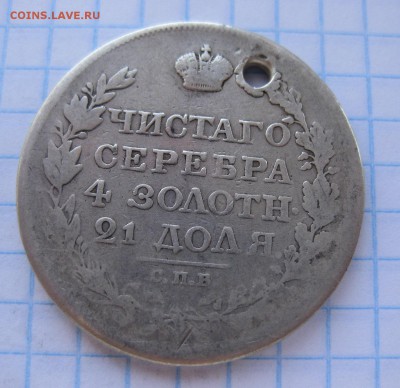 COINS.LAVE.RU
ЧИСТАГО
СЕРЕБРА
4 ЗОЛОТН.
21 ДОЛЯ
С.П.Б